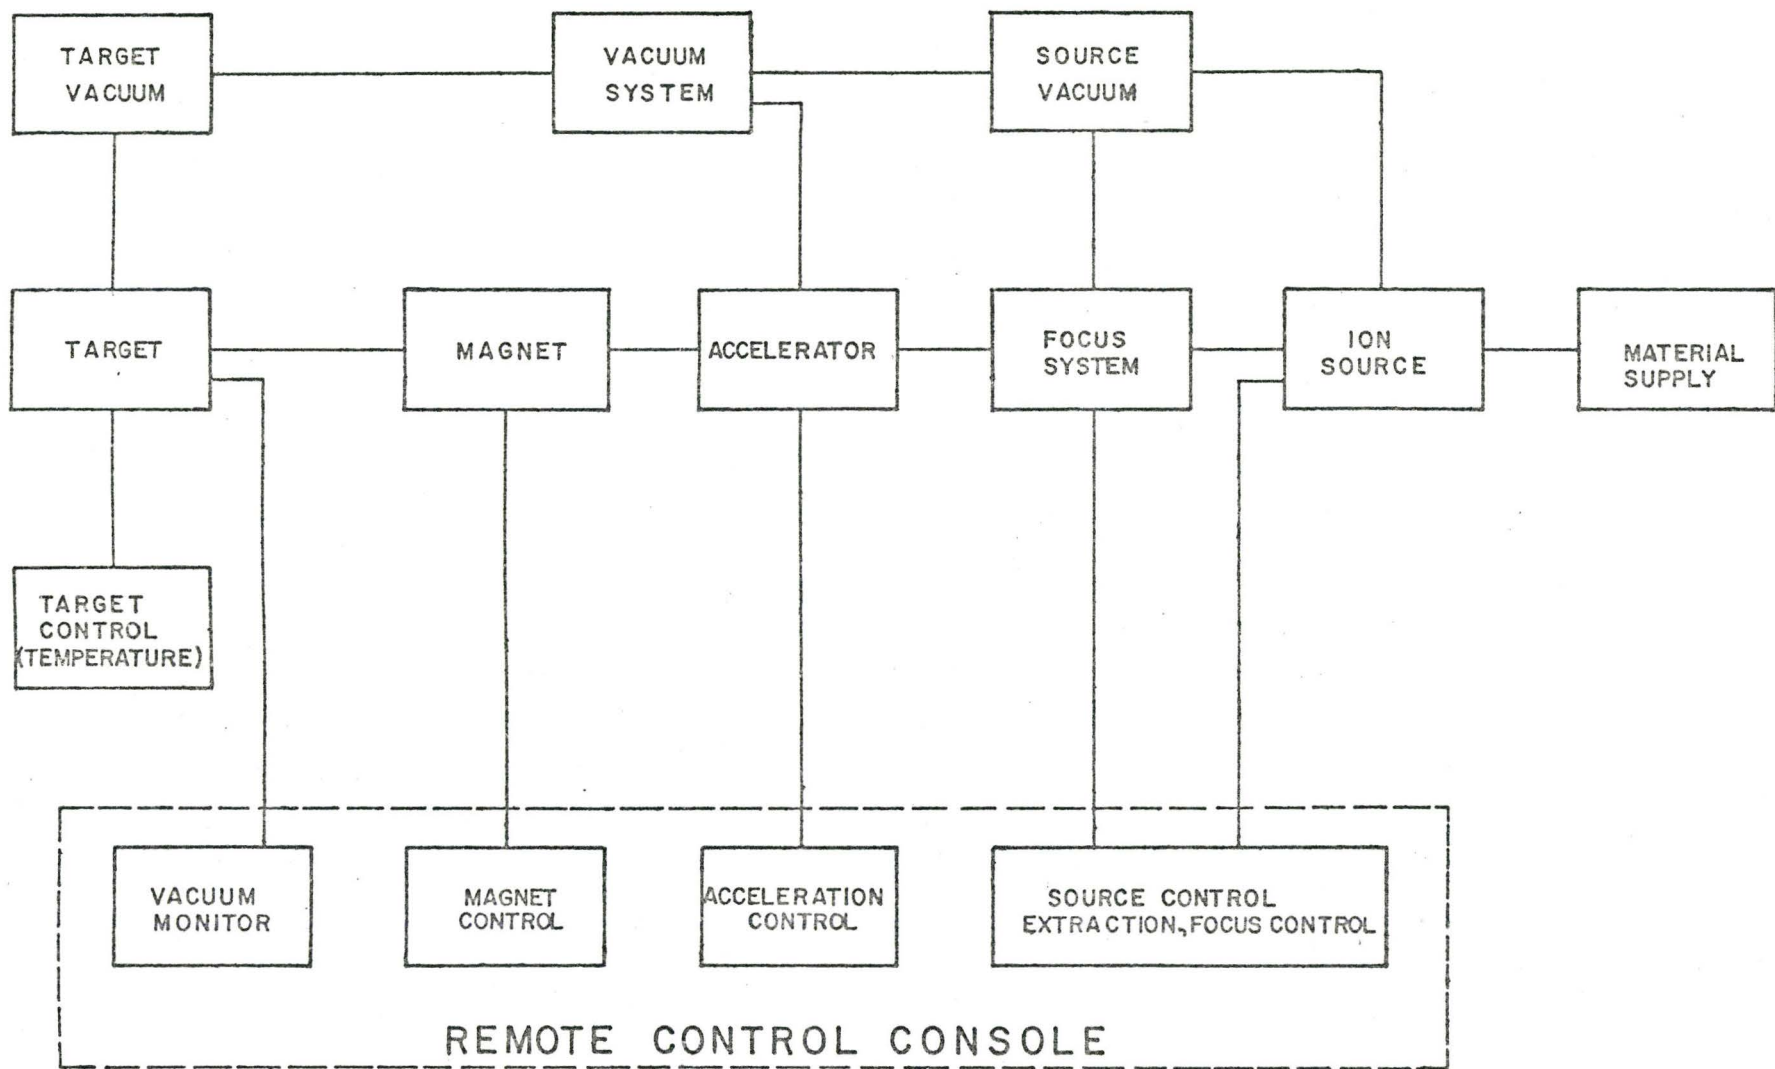 TARGET
VACUUM
VACUUM
SYSTEM
SOURCE
VACUUM
TARGET
MAGNET
ACCELERATOR
FOCUS
SYSTEM
ION
SOURCE
MATERIAL
SUPPLY
TARGET
CONTROL
(TEMPERATURE)
VACUUM
MONITOR
MAGNET
CONTROL
ACCELERATION
CONTROL
SOURCE CONTROL
EXTRACTION, FOCUS CONTROL
REMOTE CONTROL CONSOLE